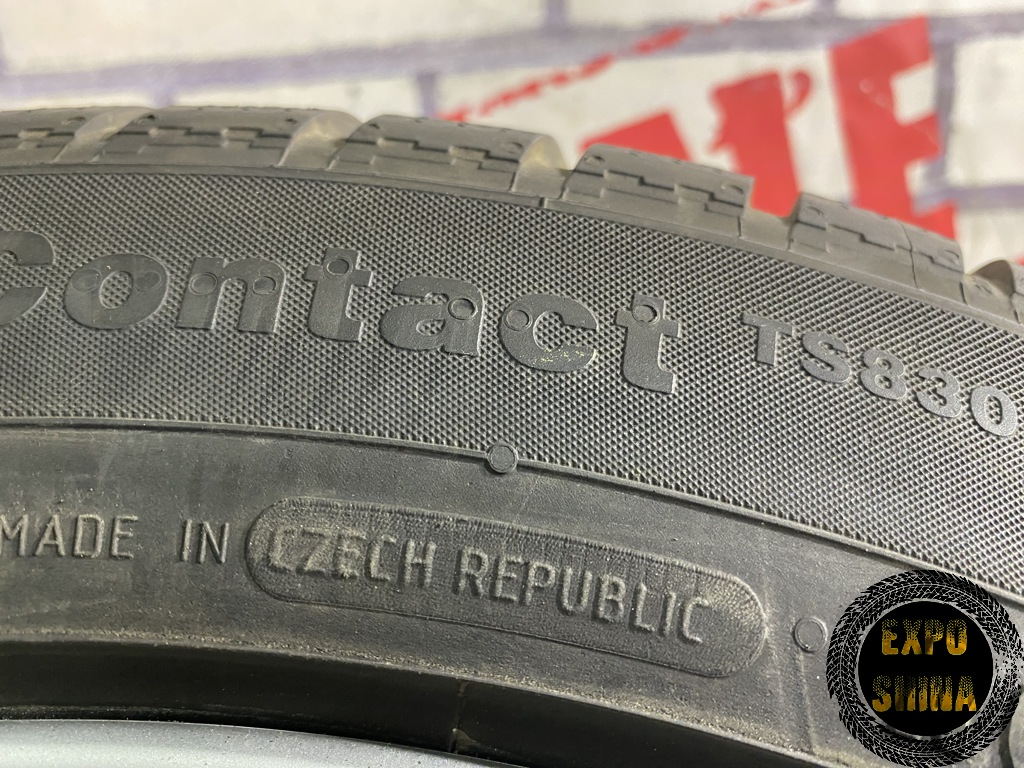 Contact TS830
MADE IN CZECH REPUBLIC
EXPO
SHINA